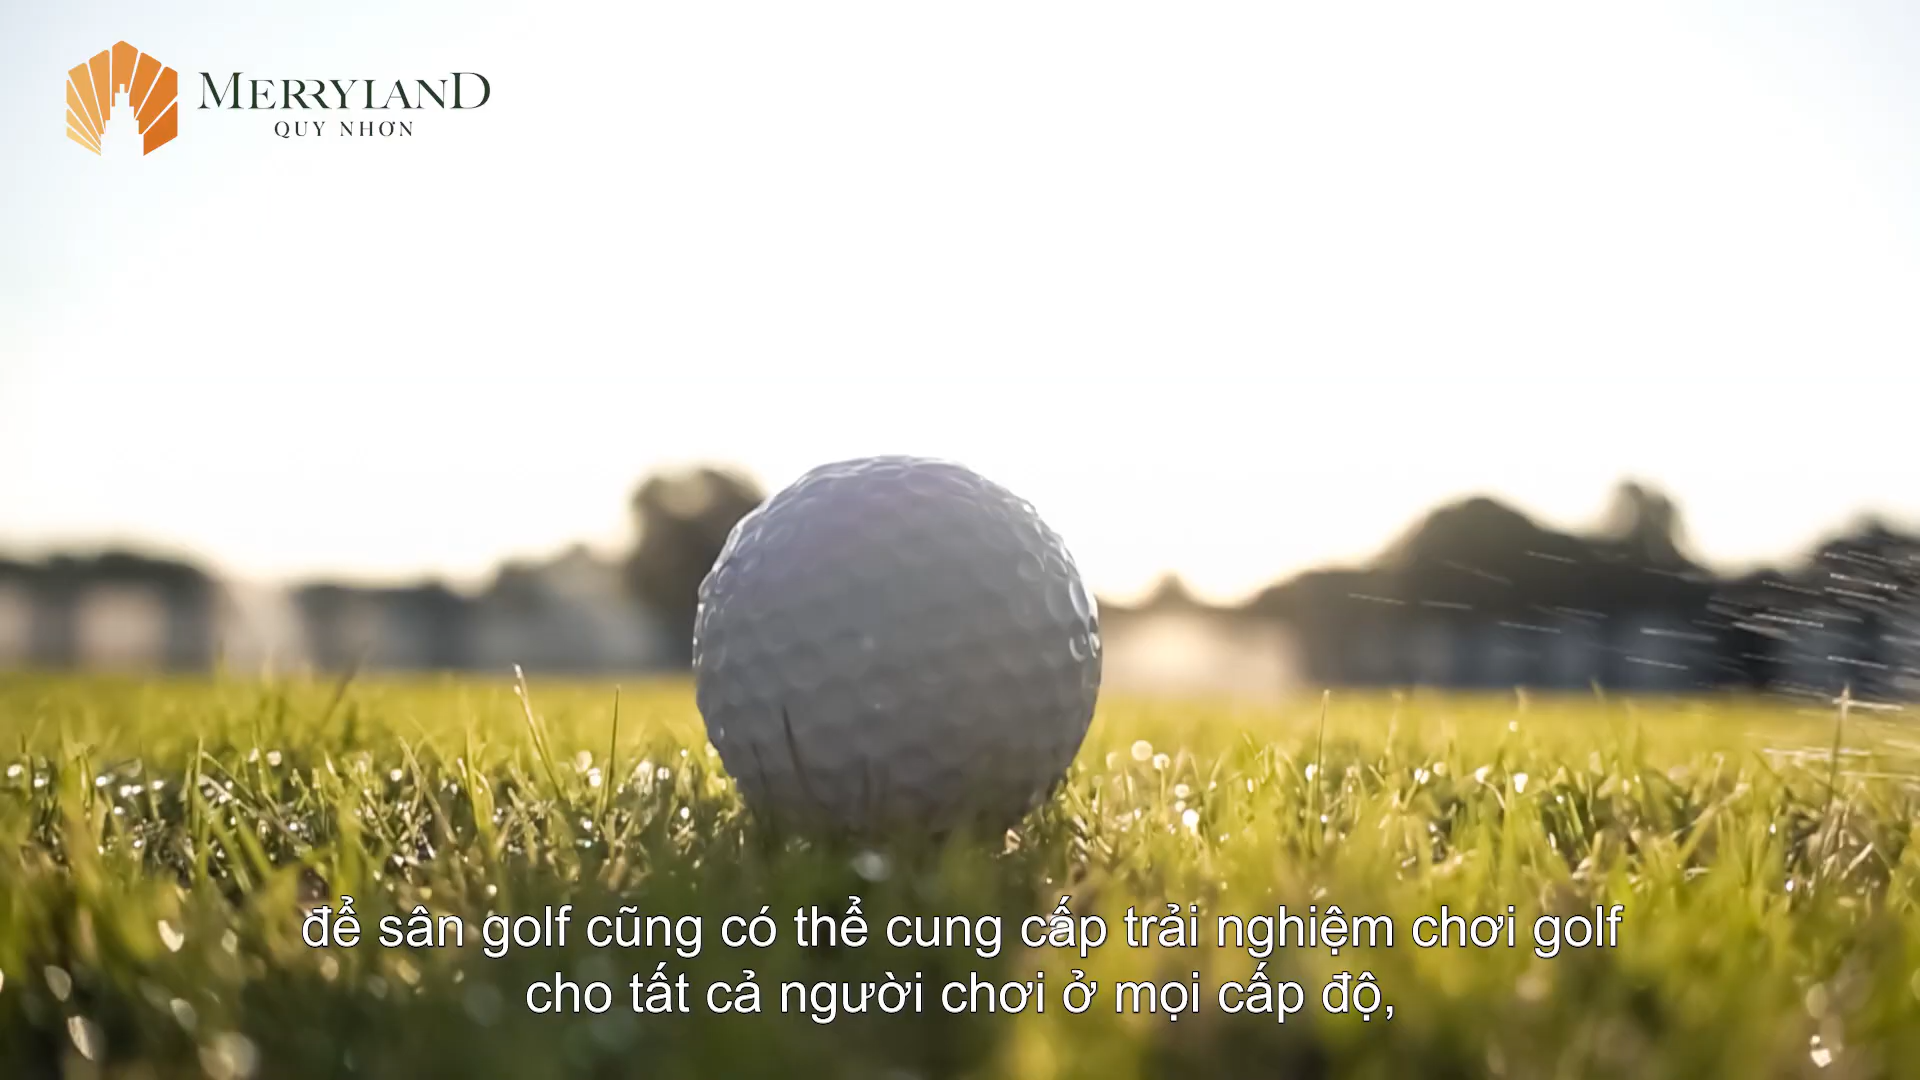 MERRYLAND
QUY NHƠN
để sân golf cũng có thể cung cấp trải nghiệm chơi golf
cho tất cả người chơi ở mọi cấp độ,